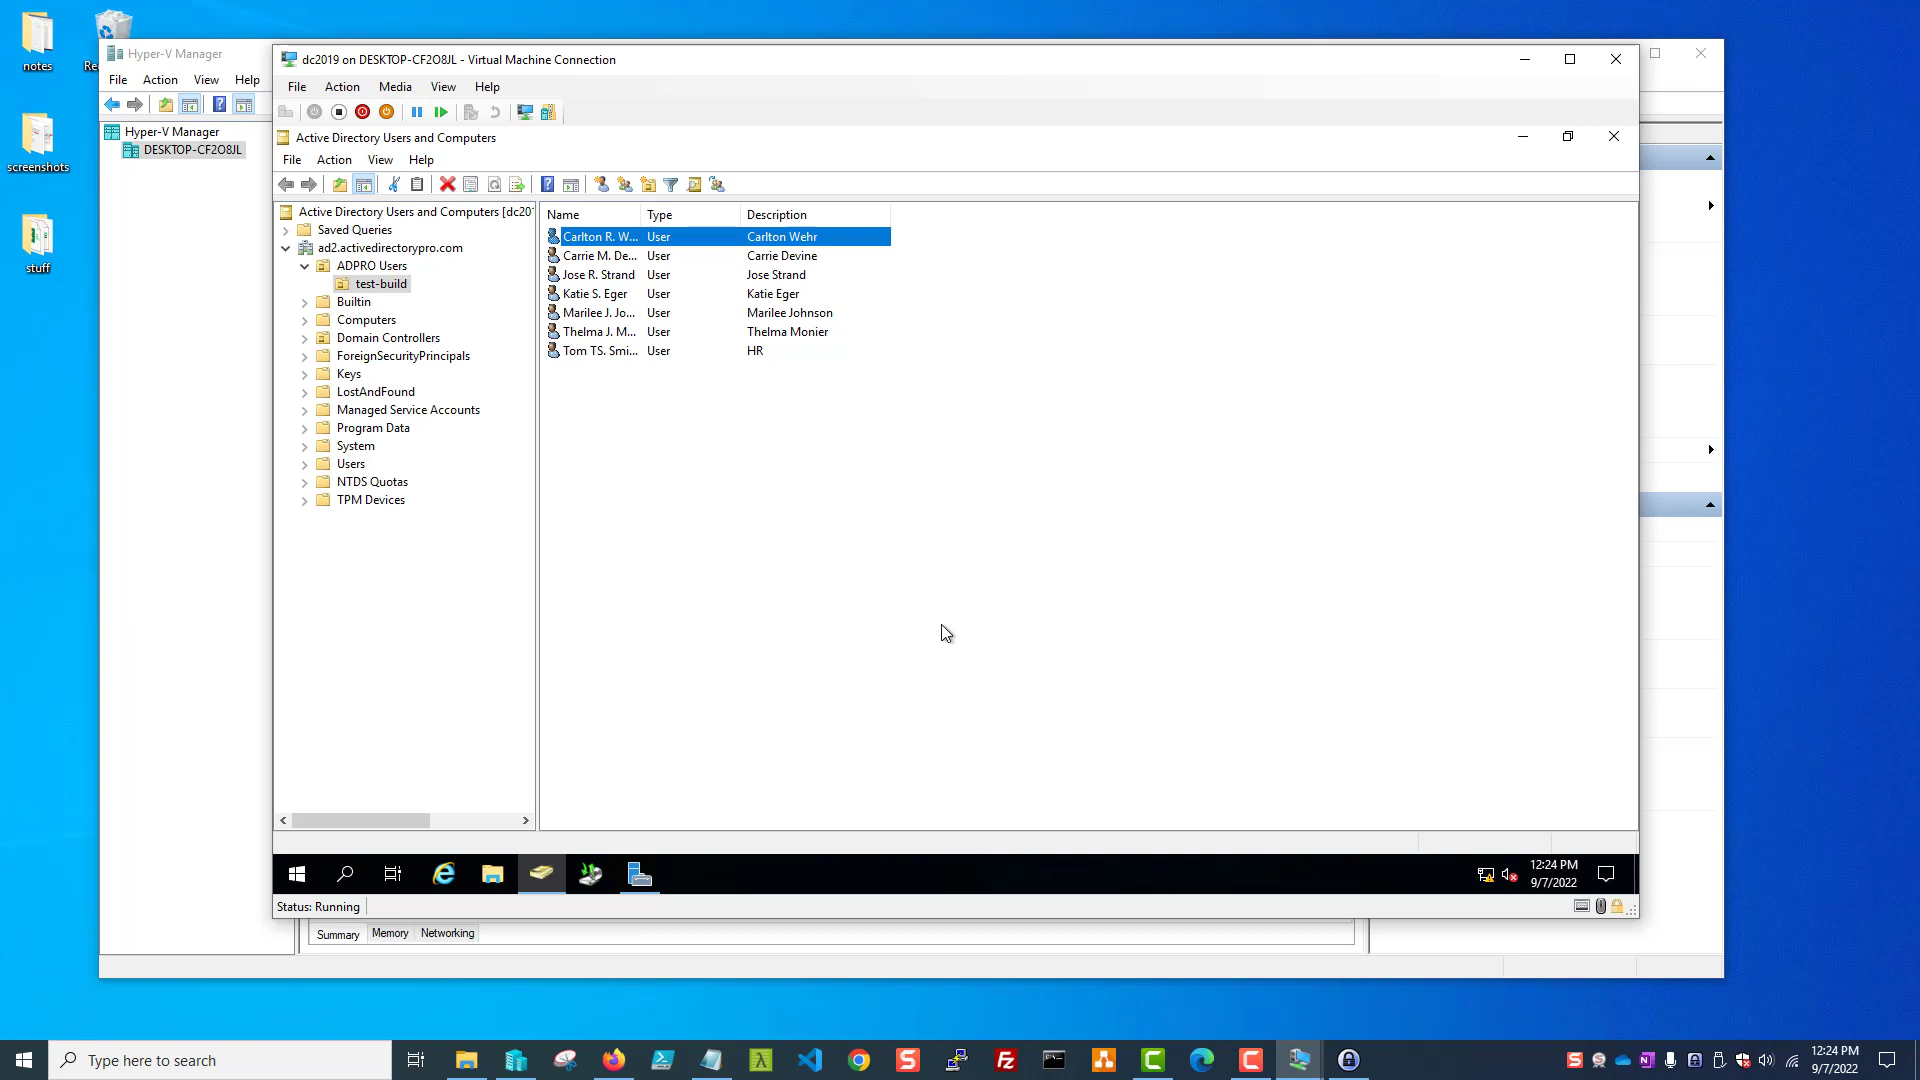 notes
Re
screenshots
stuff
Hyper-V Manager
File Action View Help
Hyper-V Manager
DESKTOP-CF2O8JL
dc2019 on DESKTOP-CF2O8JL - Virtual Machine Connection
File Action Media View Help
Active Directory Users and Computers
File Action View Help
Active Directory Users and Computers [dc20
Saved Queries
ad2.activedirectorypro.com
ADPRO Users
test-build
Builtin
Computers
Domain Controllers
ForeignSecurityPrincipals
Keys
LostAndFound
Managed Service Accounts
Program Data
System
Users
NTDS Quotas
TPM Devices
Name Type Description
Carlton R. W... User Carlton Wehr
Carrie M. De... User Carrie Devine
Jose R. Strand User Jose Strand
Katie S. Eger User Katie Eger
Marilee J. Jo... User Marilee Johnson
Thelma J. M... User Thelma Monier
Tom TS. Smi... User HR
12:24 PM
9/7/2022
Status: Running
Summary Memory Networking
Type here to search
12:24 PM
9/7/2022